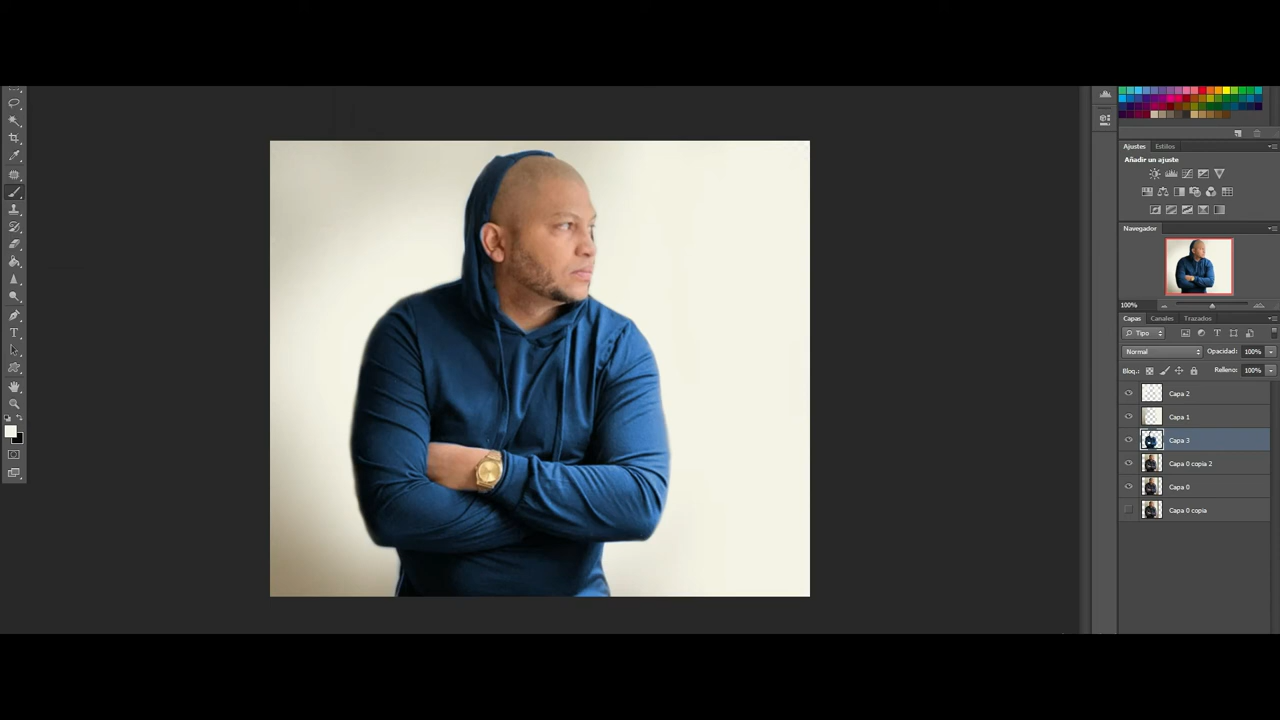 Ajustes Estilos
Añadir un ajuste
Navegador
100%
Capas Canales Trazados
Tipo
Normal Opacidad: 100%
Bloq.: Relleno: 100%
Capa 2
Capa 1
Capa 3
Capa 0 copia 2
Capa 0
Capa 0 copia